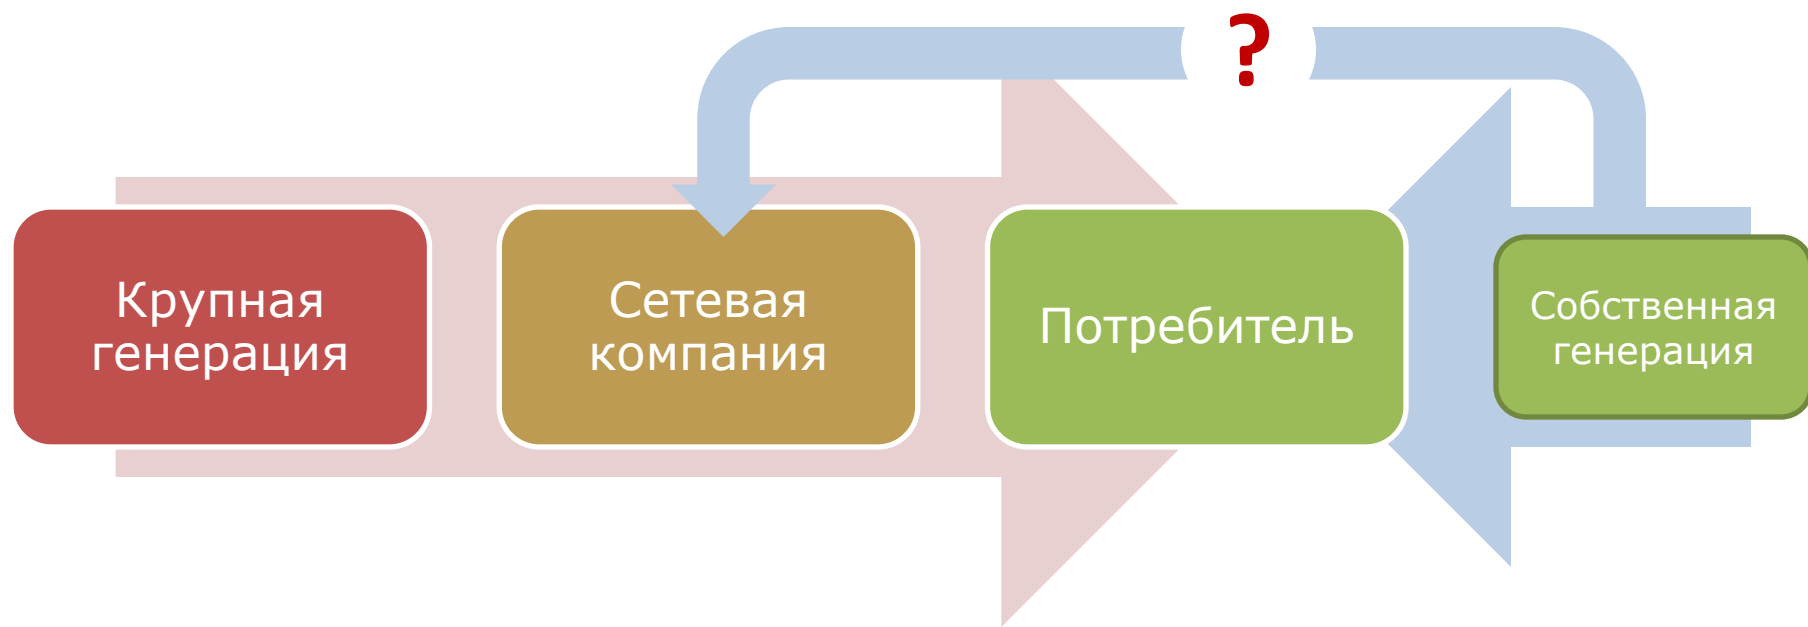 ?
Крупная
генерация
Сетевая
компания
Потребитель
Собственная
генерация